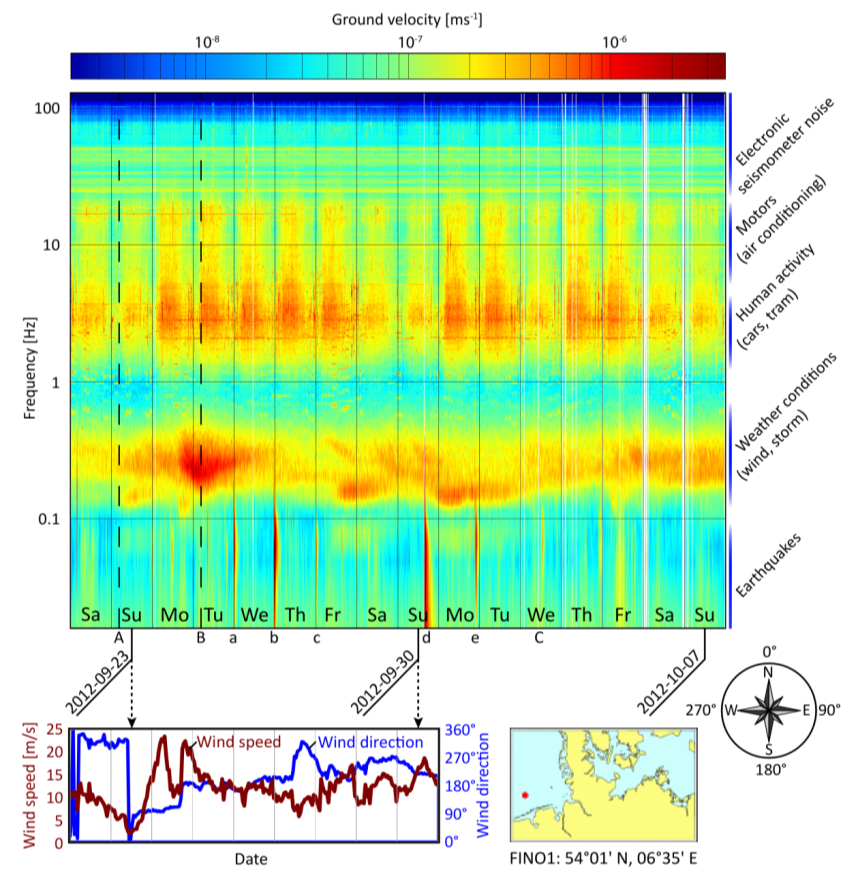 Ground velocity [ms-1]
10-8 10-7 10-6
100
10
1
0.1
Frequency [Hz]
Electronic
seismometer noise
Motors
(air conditioning)
Human activity
(cars, tram)
Weather conditions
(wind, storm)
Earthquakes
Sa Su Mo Tu We Th Fr Sa Su Mo Tu We Th Fr Sa Su
A B a b c d e C
2012-09-23
2012-09-30
2012-10-07
0°
N
270° W E 90°
S
180°
25
20
15
10
5
0
Wind speed [m/s]
Wind speed
Wind direction
360°
270°
180°
90°
0°
Wind direction
Date
FINO1: 54°01' N, 06°35' E